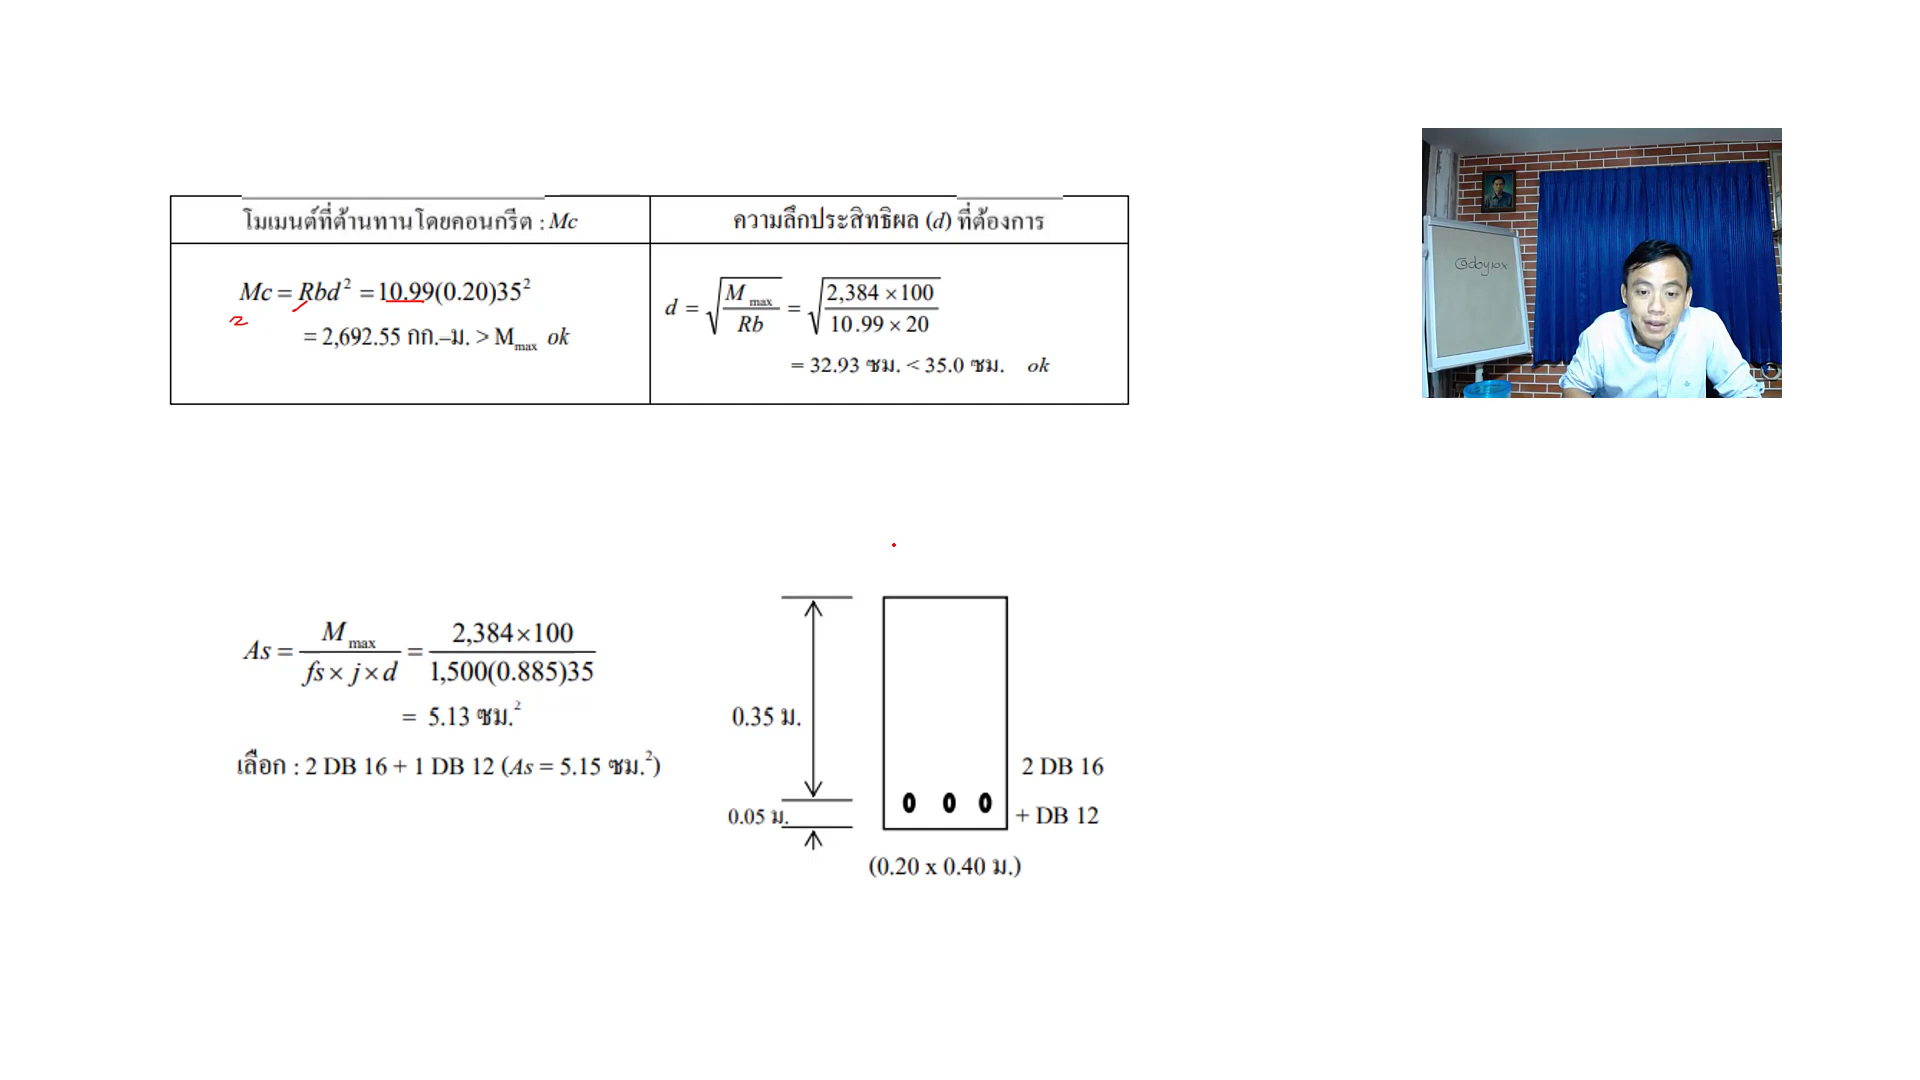 โมเมนต์ที่ต้านทานโดยคอนกรีต : Mc
ความลึกประสิทธิผล (d) ที่ต้องการ
Mc = Rbd² = 10.99(0.20)35²
= 2,692.55 กก.–ม. > Mmax ok
d = √(Mmax / Rb) = √(2,384 × 100 / 10.99 × 20)
= 32.93 ซม. < 35.0 ซม. ok
As = Mmax / fs × j × d = 2,384×100 / 1,500(0.885)35
= 5.13 ซม.²
เลือก : 2 DB 16 + 1 DB 12 (As = 5.15 ซม.²)
0.35 ม.
0.05 ม.
2 DB 16
+ DB 12
(0.20 x 0.40 ม.)